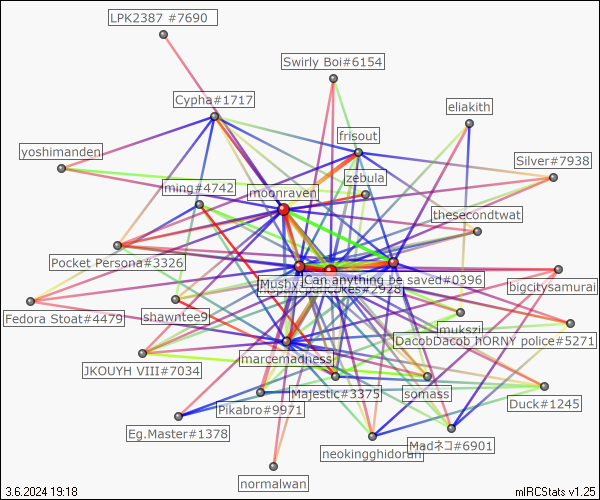 LPK2387 #7690
Swirly Boi#6154
Cypha#1717
eliakith
frisout
yoshimanden
Silver#7938
zebula
ming#4742
moonraven
thesecondtwat
Pocket Persona#3326
Mushy
Can anything be saved#0396
pancakes#2928
bigcitysamurai
Fedora Stoat#4479
shawntee9
lmukszi
DacobDacob hORNY police#5271
marcemadness
JKOUYH VIII#7034
Majestic#3375
somass
Duck#1245
Pikabro#9971
Eg.Master#1378
neokingghidorah
Madネコ#6901
normalwan
3.6.2024 19:18
mIRCStats v1.25